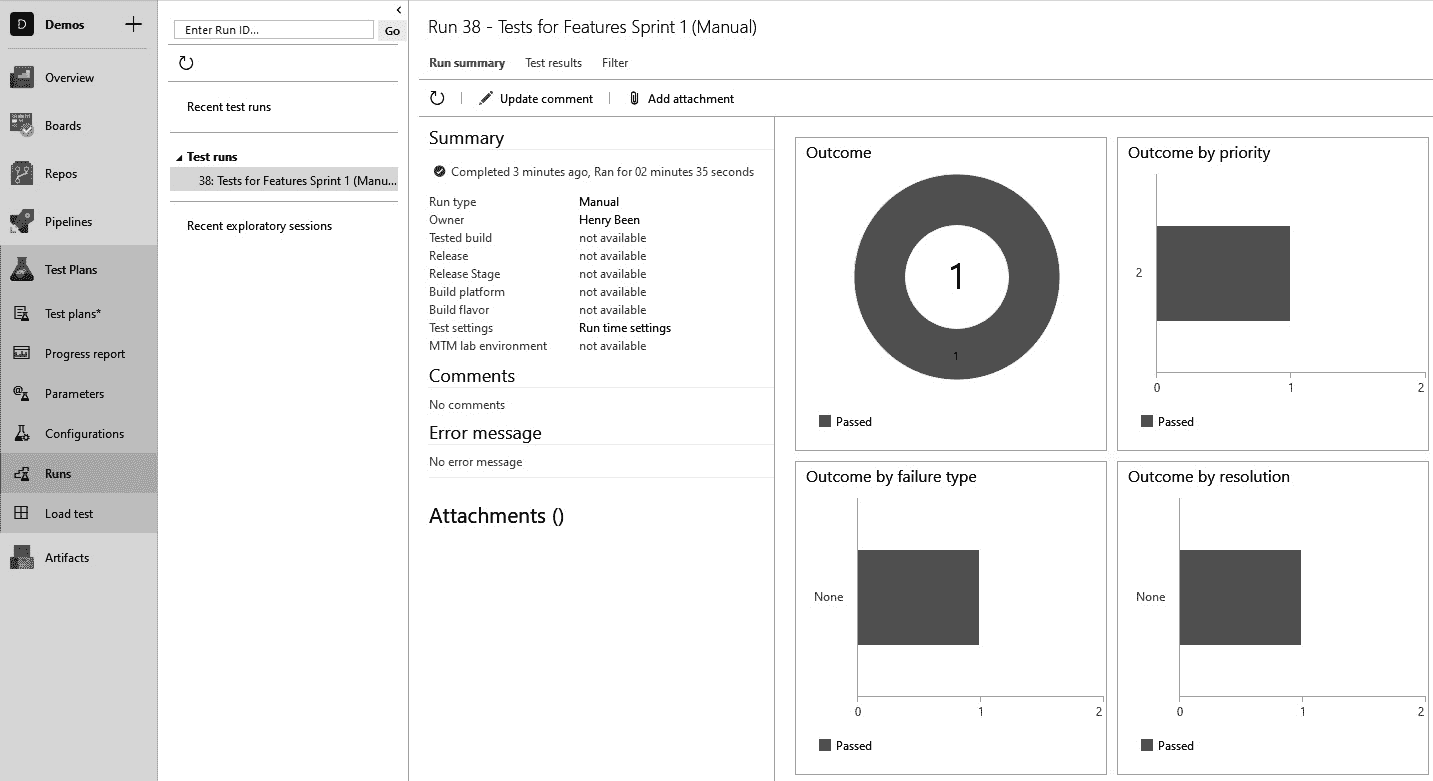 D Demos
Overview
Boards
Repos
Pipelines
Test Plans
Test plans*
Progress report
Parameters
Configurations
Runs
Load test
Artifacts
Enter Run ID...
Go
Recent test runs
Test runs
38: Tests for Features Sprint 1 (Manu...
Recent exploratory sessions
Run 38 - Tests for Features Sprint 1 (Manual)
Run summary Test results Filter
Update comment Add attachment
Summary
Completed 3 minutes ago, Ran for 02 minutes 35 seconds
Run type Manual
Owner Henry Been
Tested build not available
Release not available
Release Stage not available
Build platform not available
Build flavor not available
Test settings Run time settings
MTM lab environment not available
Comments
No comments
Error message
No error message
Attachments ()
Outcome
1
1
Passed
Outcome by priority
2
0 1 2
Passed
Outcome by failure type
None
0 1 2
Passed
Outcome by resolution
None
0 1 2
Passed